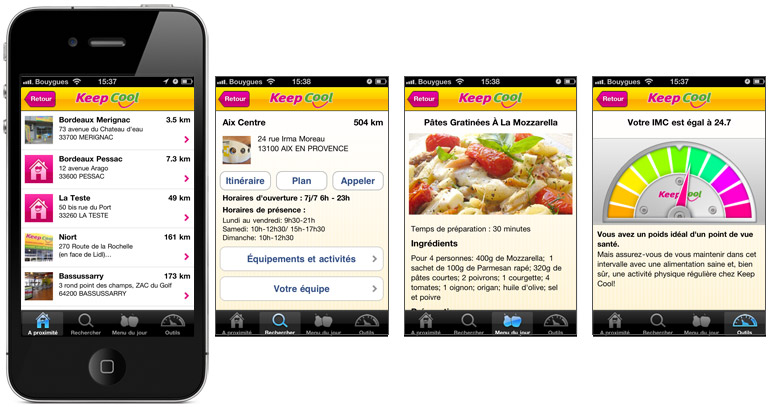 Bouygues 15:37
Retour Keep Cool
Bordeaux Merignac 3.5 km
73 avenue du Chateau d'eau
33700 MERIGNAC
Bordeaux Pessac 7.3 km
12 avenue Arago
33600 PESSAC
La Teste 49 km
50 bis rue du Port
33260 LA TESTE
Niort 161 km
270 Route de la Rochelle
(en face de Lidl)...
Bassussarry 173 km
3 rond point des champs, ZAC du Golf
64200 BASSUSSARRY
A proximité Rechercher Menu du jour Outils
Bouygues 15:38
Retour Keep Cool
Aix Centre 504 km
24 rue Irma Moreau
13100 AIX EN PROVENCE
Itinéraire Plan Appeler
Horaires d'ouverture : 7j/7 6h - 23h
Horaires de présence :
Lundi au vendredi: 9h30-21h
Samedi: 10h-12h30/ 15h-17h30
Dimanche: 10h-12h30
Équipements et activités
Votre équipe
A proximité Rechercher Menu du jour Outils
Bouygues 15:38
Retour Keep Cool
Pâtes Gratinées À La Mozzarella
Temps de préparation : 30 minutes
Ingrédients
Pour 4 personnes: 400g de Mozzarella; 1
sachet de 100g de Parmesan rapé; 320g de
pâtes courtes; 2 poivrons; 1 courgette; 4
tomates; 1 oignon; origan; huile d'olive; sel
et poivre
A proximité Rechercher Menu du jour Outils
Bouygues 15:37
Retour Keep Cool
Votre IMC est égal à 24.7
Keep Cool
Vous avez un poids idéal d'un point de vue
santé.
Mais assurez-vous de vous maintenir dans cet
intervalle avec une alimentation saine et, bien
sûr, une activité physique régulière chez Keep
Cool!
A proximité Rechercher Menu du jour Outils